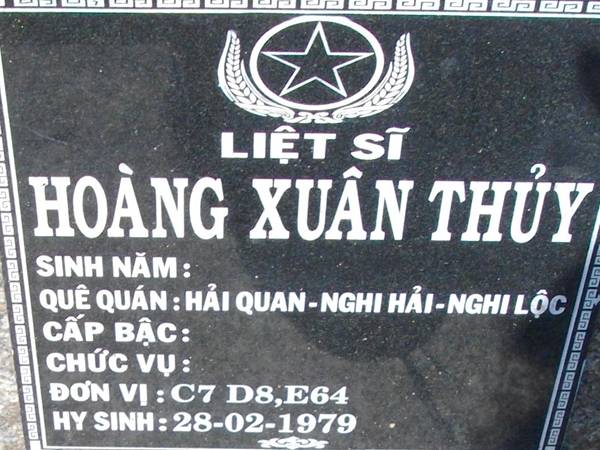 LIỆT SĨ
HOÀNG XUÂN THỦY
SINH NĂM :
QUÊ QUÁN : HẢI QUAN - NGHI HẢI - NGHI LỘC
CẤP BẬC :
CHỨC VỤ :
ĐƠN VỊ : C7 D8,E64
HY SINH : 28-02-1979